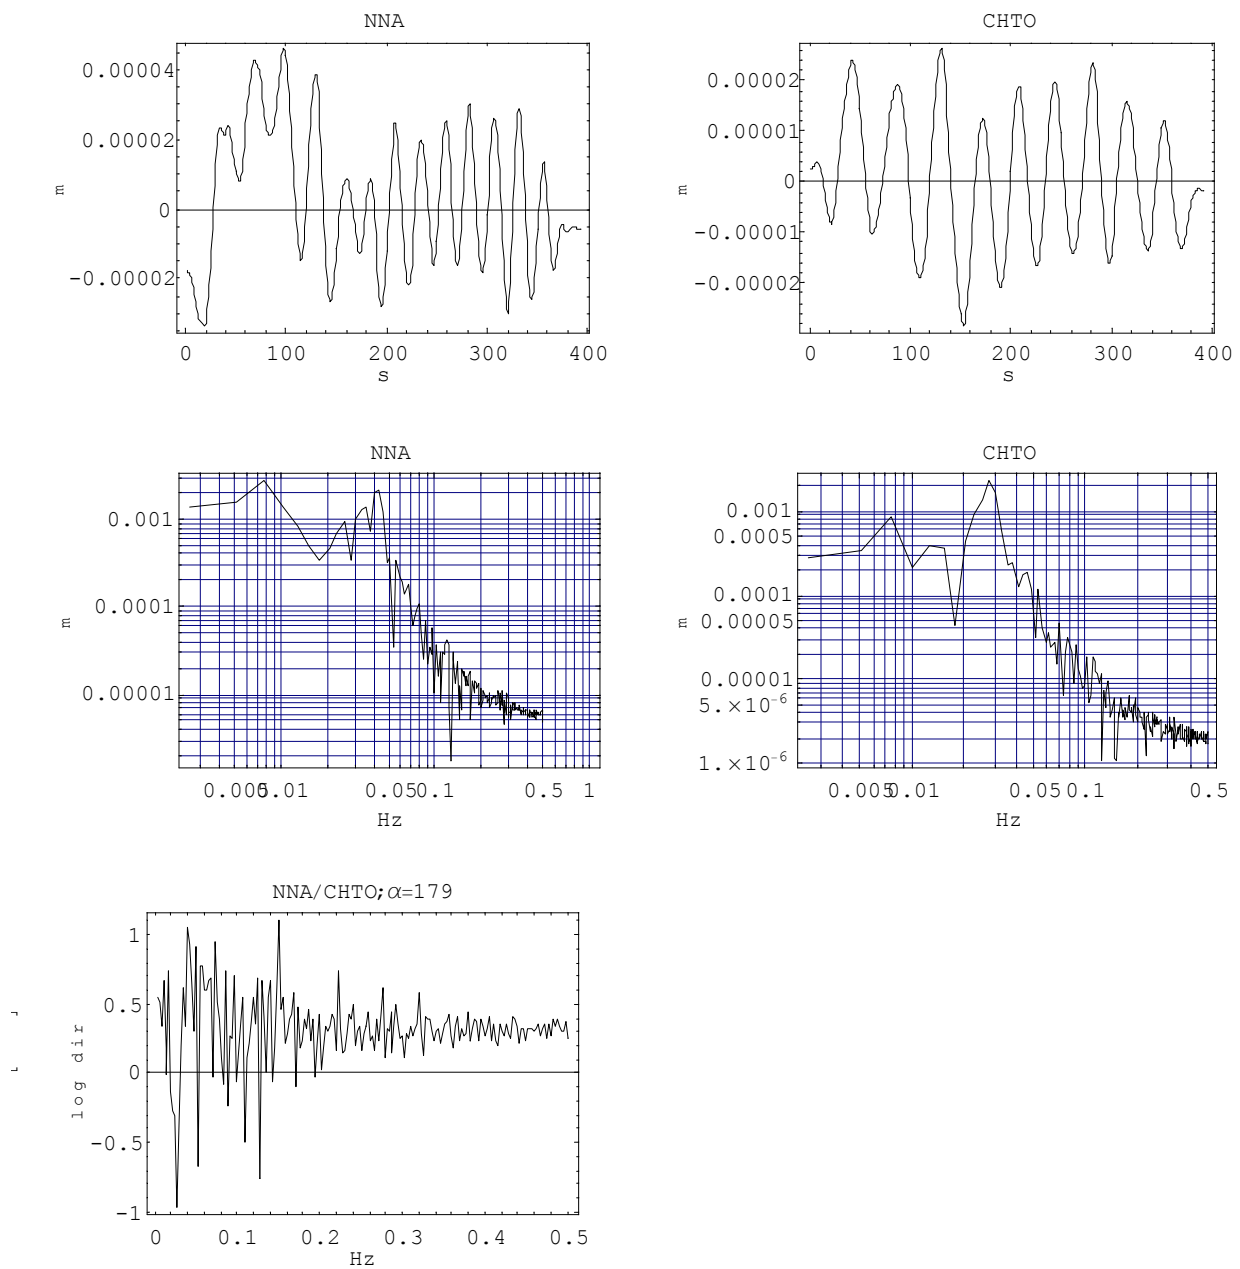 NNA
0.00004
0.00002
0
-0.00002
m
0 100 200 300 400
s
CHTO
0.00002
0.00001
0
-0.00001
-0.00002
m
0 100 200 300 400
s
NNA
0.001
0.0001
0.00001
m
0.005 0.01 0.05 0.1 0.5 1
Hz
CHTO
0.001
0.0005
0.0001
0.00005
0.00001
5.×10⁻⁶
1.×10⁻⁶
m
0.005 0.01 0.05 0.1 0.5
Hz
NNA/CHTO;α=179
1
0.5
0
-0.5
-1
log dir
0 0.1 0.2 0.3 0.4 0.5
Hz